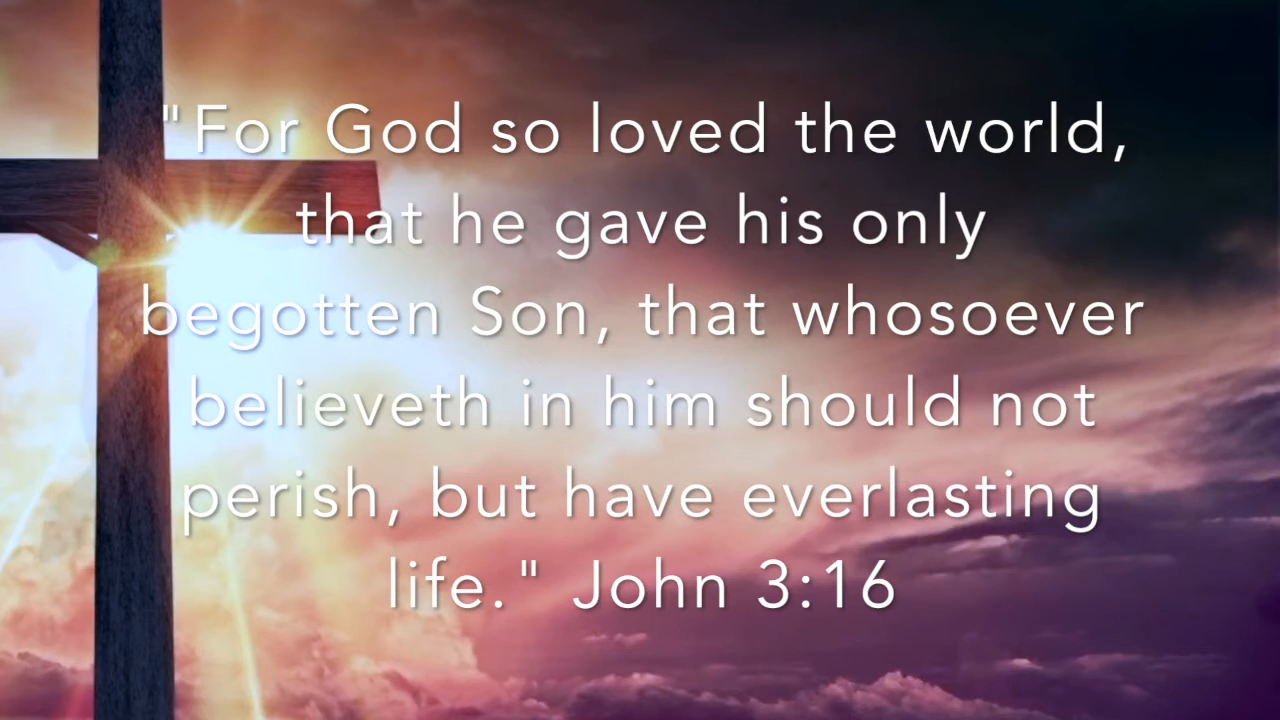 "For God so loved the world,
that he gave his only
begotten Son, that whosoever
believeth in him should not
perish, but have everlasting
life." John 3:16